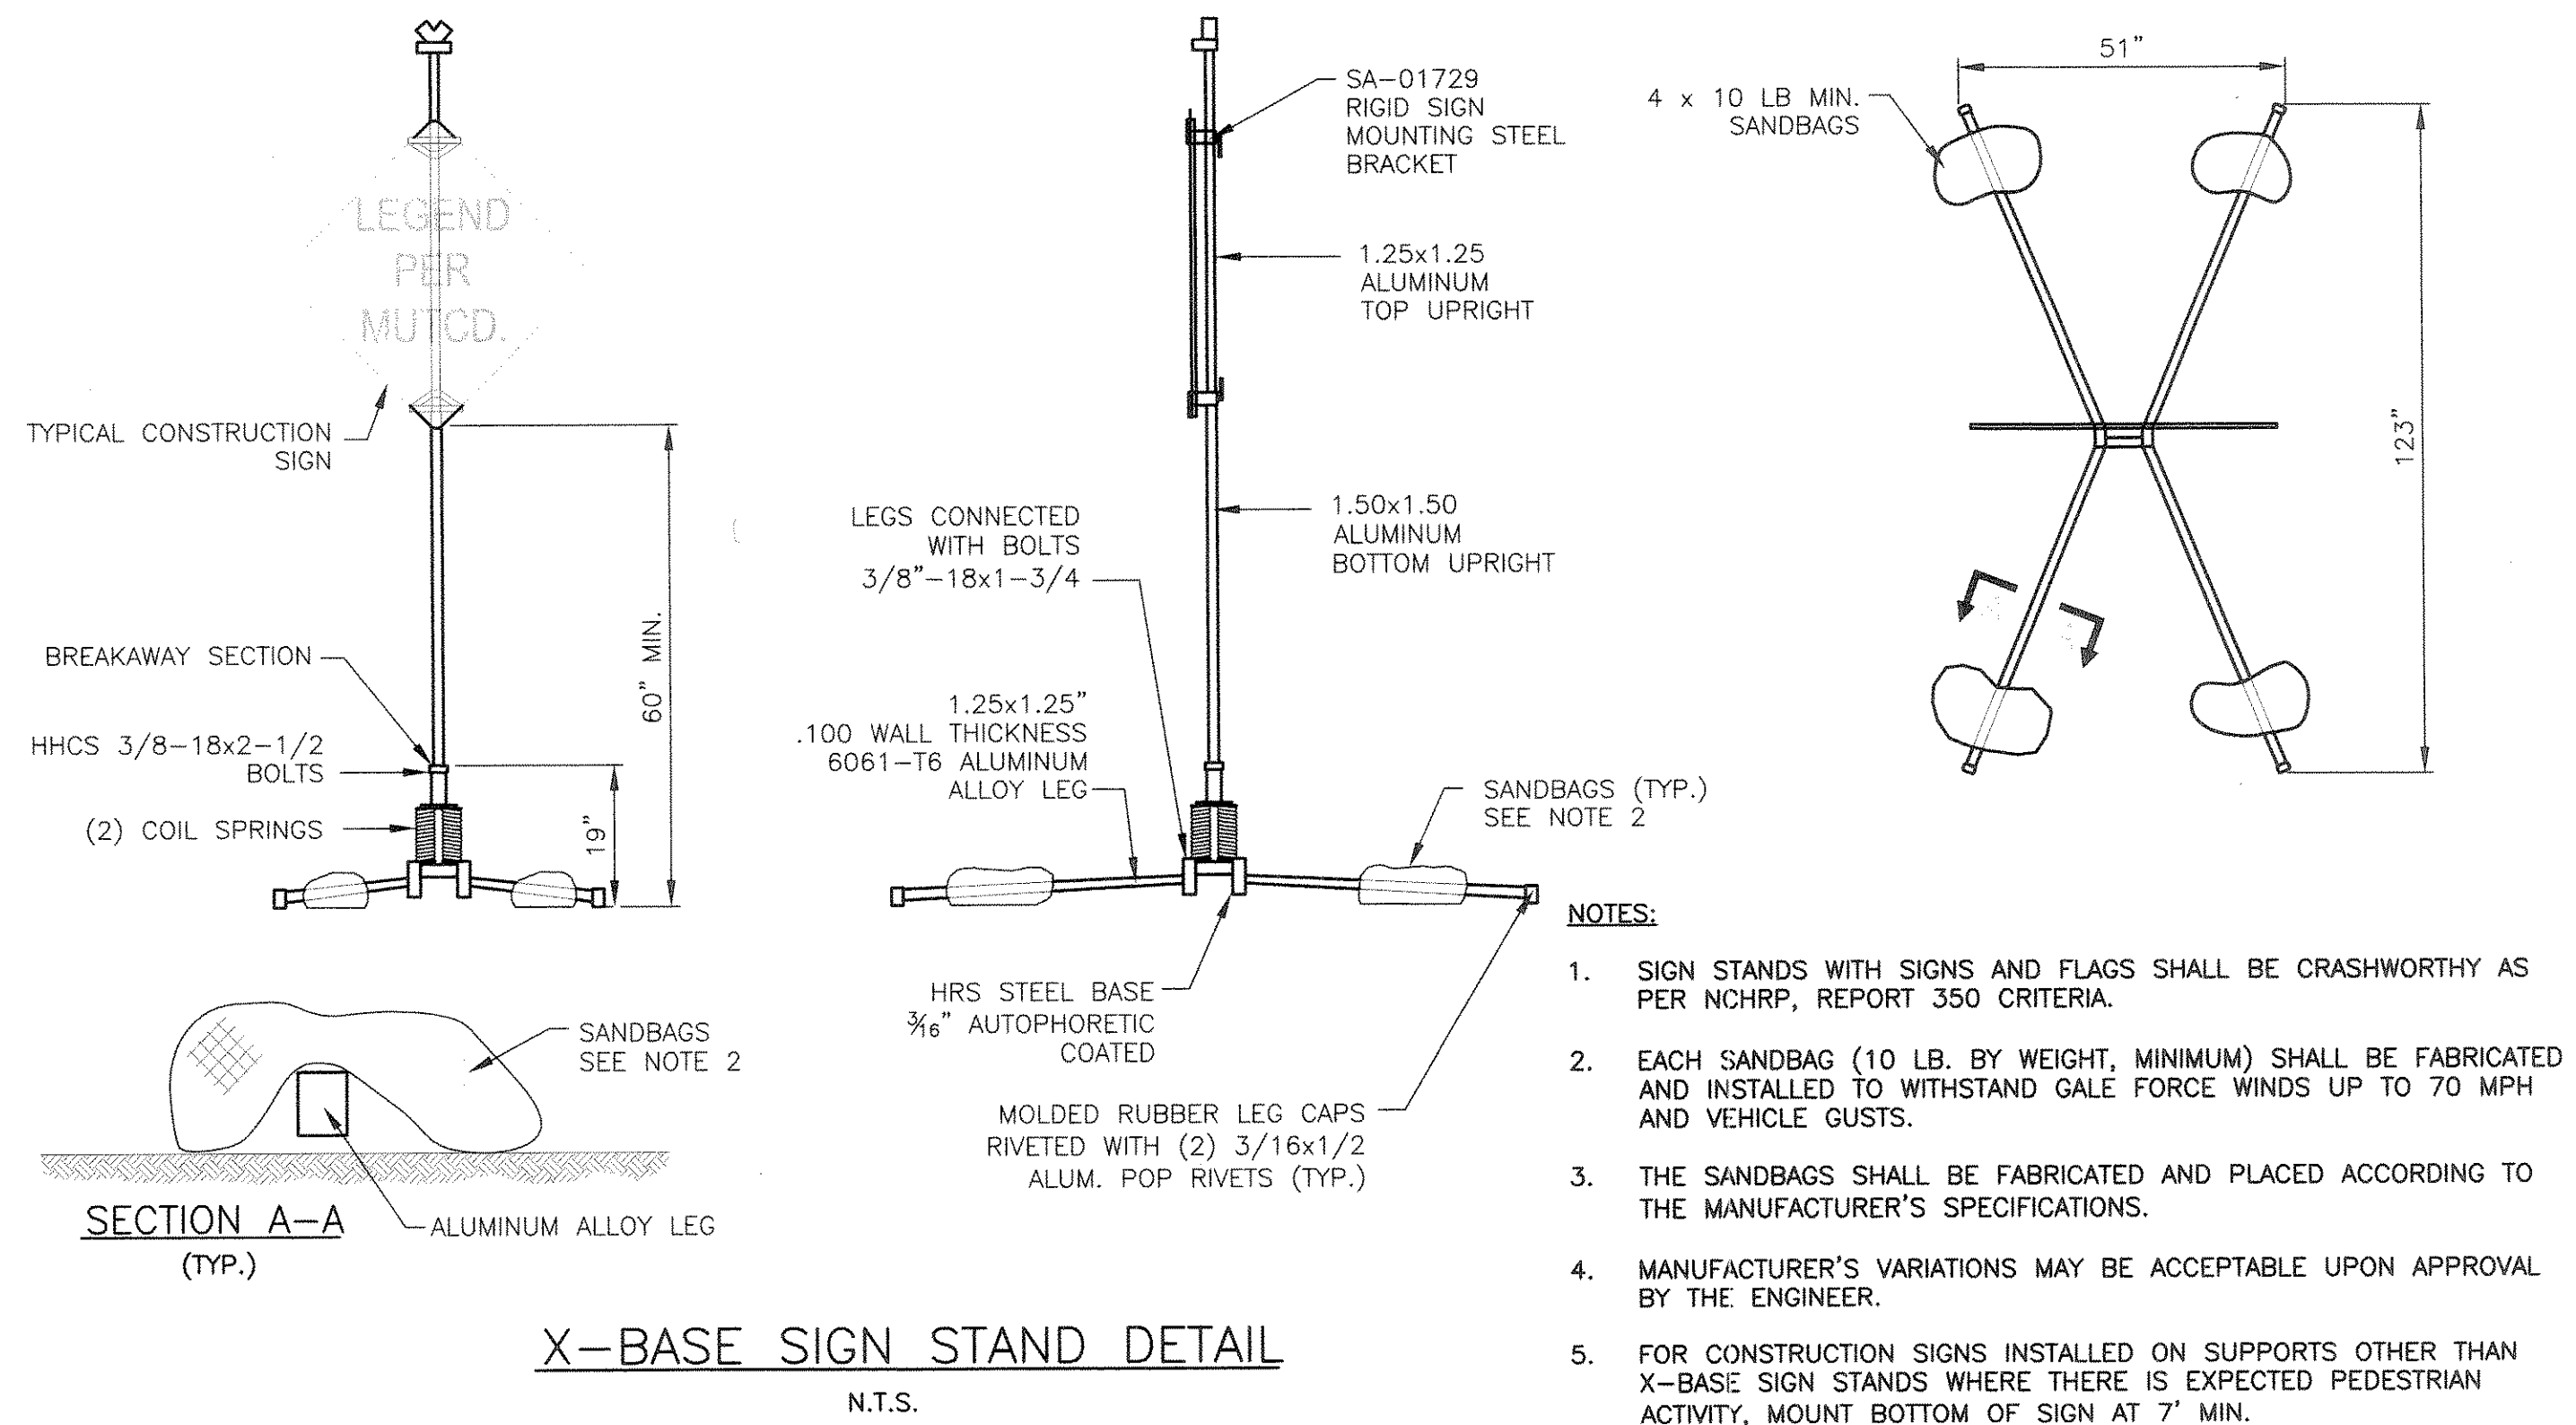 LEGEND
PER
MUTCD.
TYPICAL CONSTRUCTION
SIGN
BREAKAWAY SECTION
HHCS 3/8-18x2-1/2
BOLTS
(2) COIL SPRINGS
60" MIN.
19"
SA-01729
RIGID SIGN
MOUNTING STEEL
BRACKET
1.25x1.25
ALUMINUM
TOP UPRIGHT
LEGS CONNECTED
WITH BOLTS
3/8"-18x1-3/4
1.50x1.50
ALUMINUM
BOTTOM UPRIGHT
1.25x1.25"
.100 WALL THICKNESS
6061-T6 ALUMINUM
ALLOY LEG
SANDBAGS (TYP.)
SEE NOTE 2
HRS STEEL BASE
3/16" AUTOPHORETIC
COATED
MOLDED RUBBER LEG CAPS
RIVETED WITH (2) 3/16x1/2
ALUM. POP RIVETS (TYP.)
51"
4 x 10 LB MIN.
SANDBAGS
123"
SANDBAGS
SEE NOTE 2
SECTION A-A
(TYP.)
ALUMINUM ALLOY LEG
X-BASE SIGN STAND DETAIL
N.T.S.
NOTES:
1. SIGN STANDS WITH SIGNS AND FLAGS SHALL BE CRASHWORTHY AS
PER NCHRP, REPORT 350 CRITERIA.
2. EACH SANDBAG (10 LB. BY WEIGHT, MINIMUM) SHALL BE FABRICATED
AND INSTALLED TO WITHSTAND GALE FORCE WINDS UP TO 70 MPH
AND VEHICLE GUSTS.
3. THE SANDBAGS SHALL BE FABRICATED AND PLACED ACCORDING TO
THE MANUFACTURER'S SPECIFICATIONS.
4. MANUFACTURER'S VARIATIONS MAY BE ACCEPTABLE UPON APPROVAL
BY THE ENGINEER.
5. FOR CONSTRUCTION SIGNS INSTALLED ON SUPPORTS OTHER THAN
X-BASE SIGN STANDS WHERE THERE IS EXPECTED PEDESTRIAN
ACTIVITY, MOUNT BOTTOM OF SIGN AT 7' MIN.